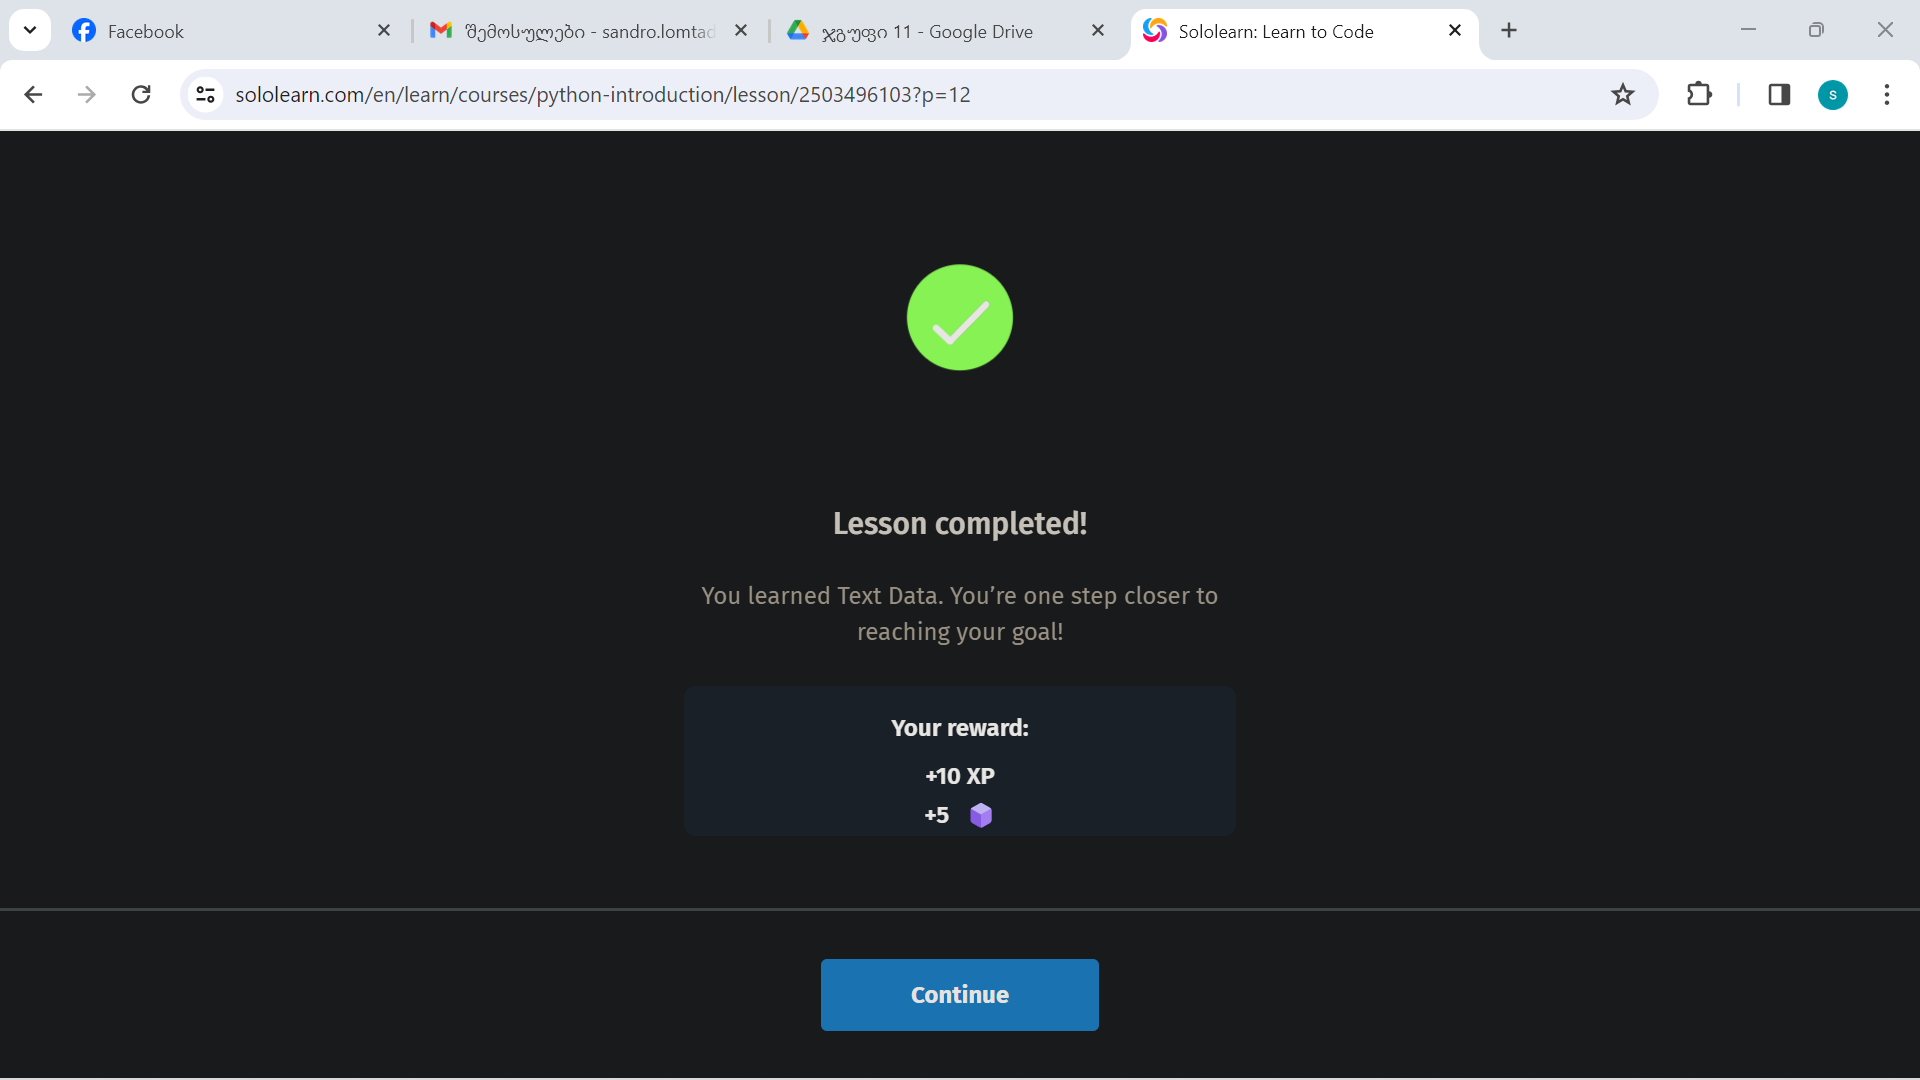 Facebook
შემოსულები - sandro.lomtad
ჯგუფი 11 - Google Drive
Sololearn: Learn to Code
sololearn.com/en/learn/courses/python-introduction/lesson/2503496103?p=12
s
Lesson completed!
You learned Text Data. You’re one step closer to
reaching your goal!
Your reward:
+10 XP
+5
Continue